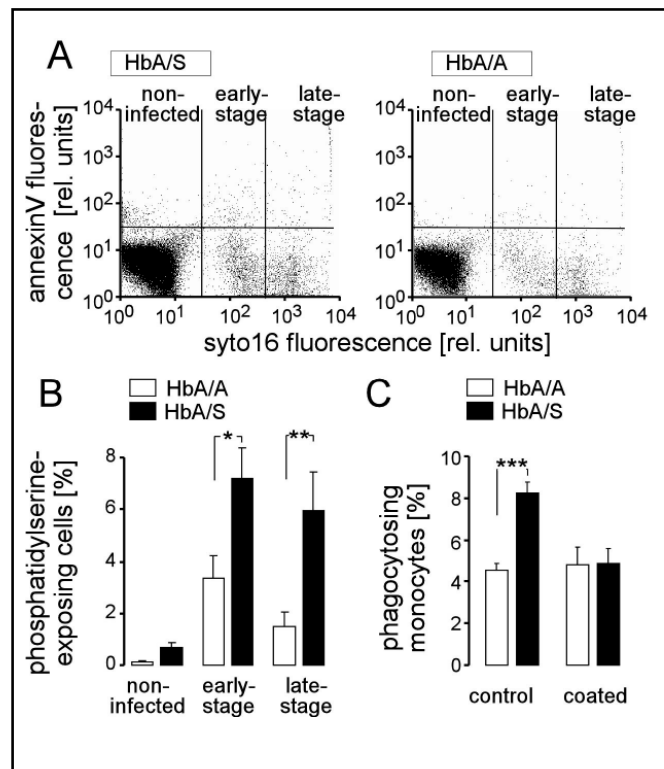 A
HbA/S
HbA/A
non-infected early-stage late-stage
non-infected early-stage late-stage
annexinV fluores-
cence [rel. units]
10⁴
10³
10²
10¹
10⁰
10⁰ 10¹ 10² 10³ 10⁴
10⁴
10³
10²
10¹
10⁰
10⁰ 10¹ 10² 10³ 10⁴
syto16 fluorescence [rel. units]
B
HbA/A
HbA/S
phosphatidylserine-
exposing cells [%]
8
6
4
2
0
* **
non-
infected
early-
stage
late-
stage
C
HbA/A
HbA/S
phagocytosing
monocytes [%]
10
8
6
4
2
0
***
control coated